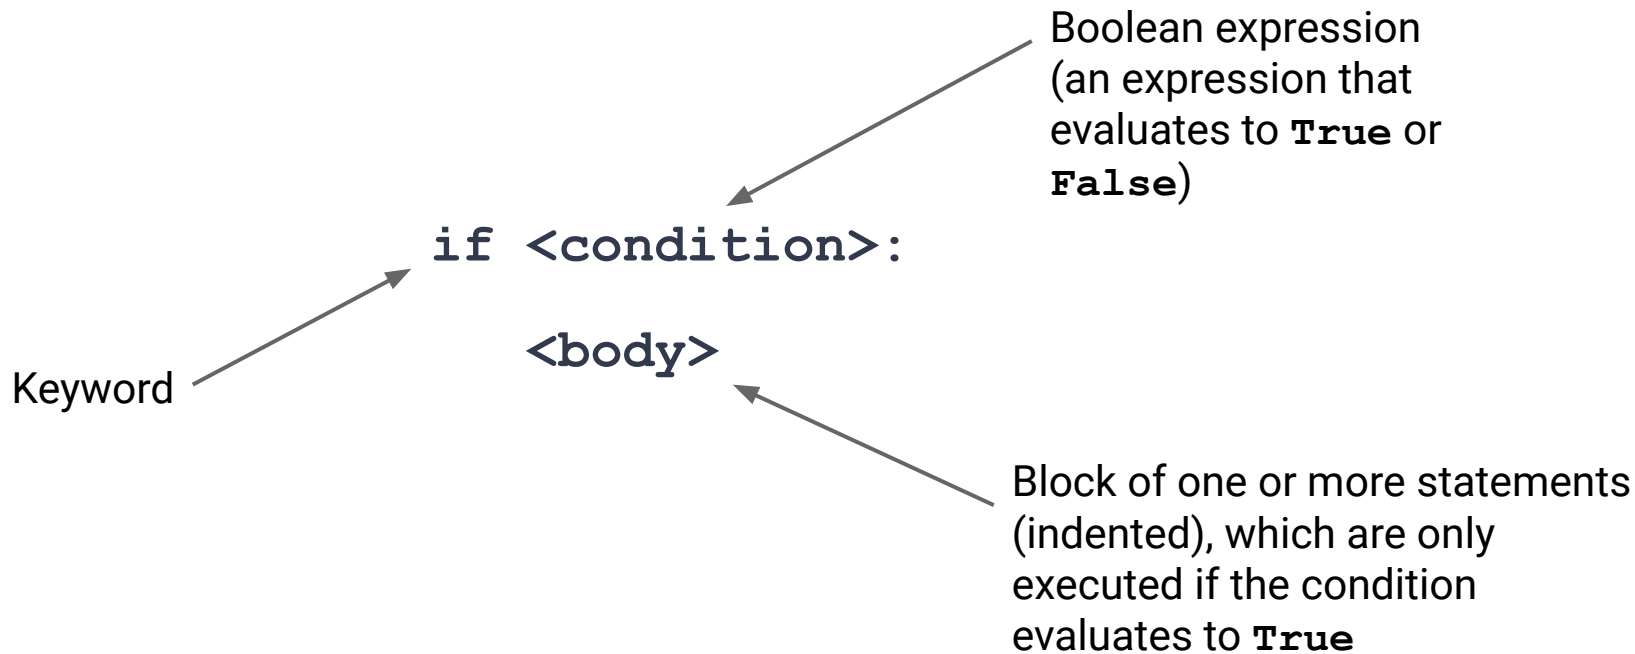 Boolean expression
(an expression that
evaluates to True or
False)
if <condition>:
<body>
Keyword
Block of one or more statements
(indented), which are only
executed if the condition
evaluates to True